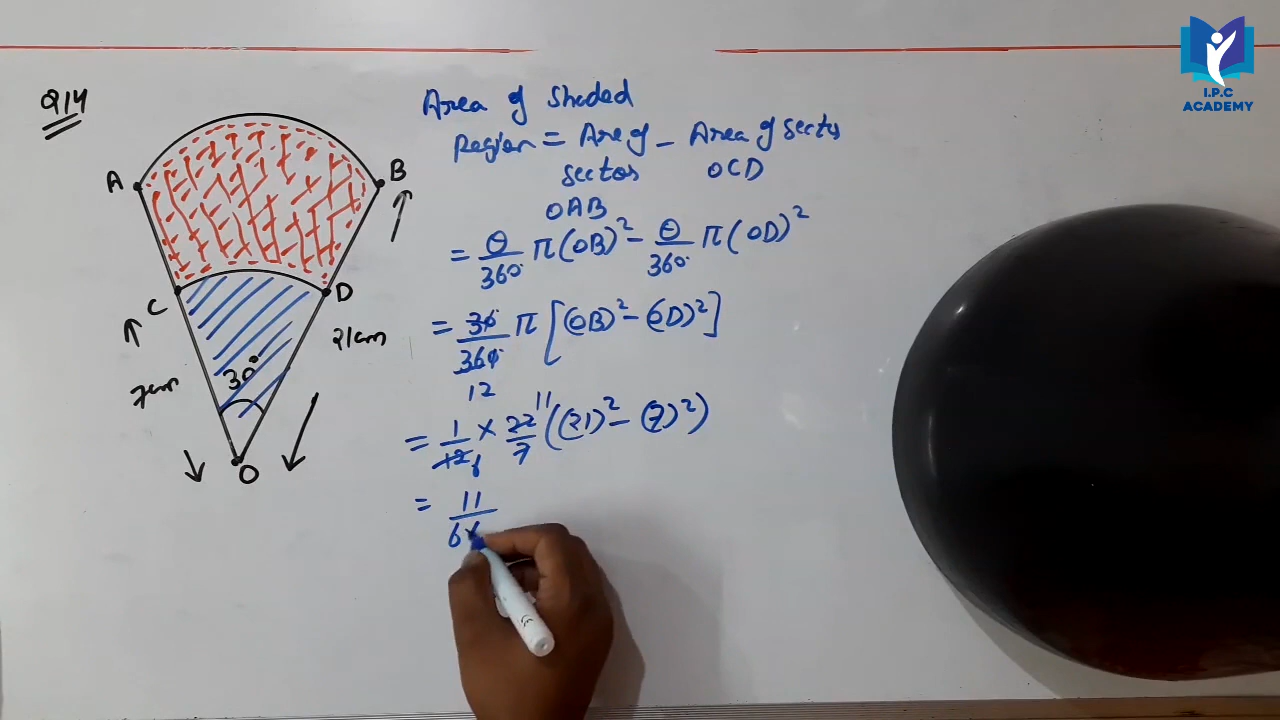 I.P.C
ACADEMY
Q14
A
B
C
D
7cm
21cm
30°
O
Area of Shaded
Region = Are of - Area of sector
sector OCD
OAB
= θ/360° π(OB)² - θ/360° π(OD)²
= 30/360° π[(OB)² - (OD)²]
12
= 1/12 6 × 22/7 11 ((21)² - (7)²)
= 11/6×